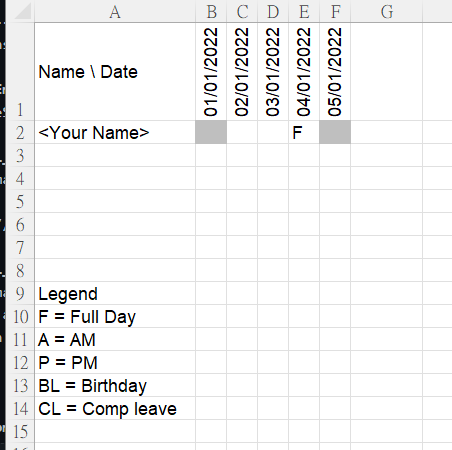 A B C D E F G
1 Name \ Date 01/01/2022 02/01/2022 03/01/2022 04/01/2022 05/01/2022
2 <Your Name> F
3
4
5
6
7
8
9 Legend
10 F = Full Day
11 A = AM
12 P = PM
13 BL = Birthday
14 CL = Comp leave
15